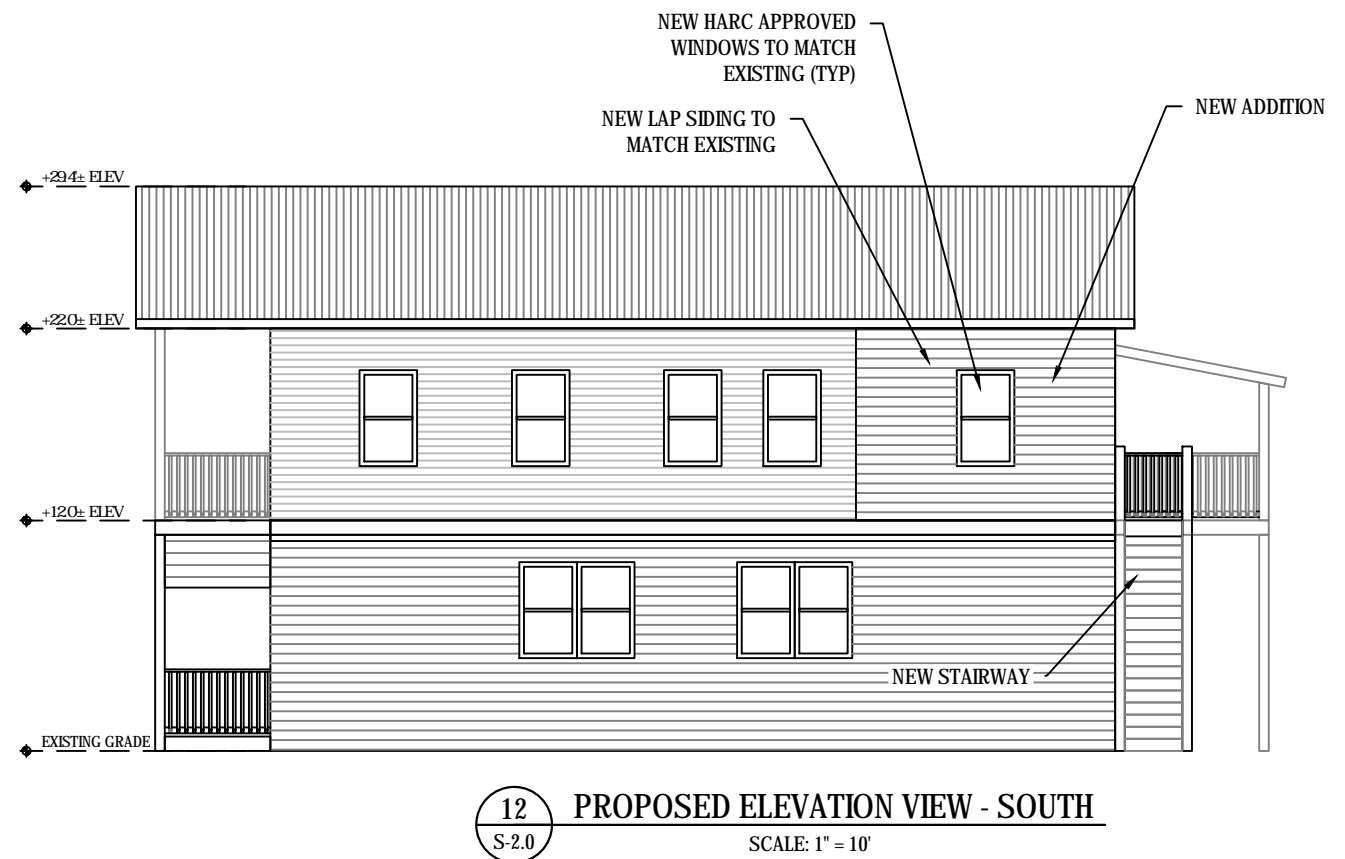 NEW HARC APPROVED
WINDOWS TO MATCH
EXISTING (TYP)
NEW LAP SIDING TO
MATCH EXISTING
NEW ADDITION
+29.4± ELEV
+22.0± ELEV
+12.0± ELEV
NEW STAIRWAY
EXISTING GRADE
12
S-2.0
PROPOSED ELEVATION VIEW - SOUTH
SCALE: 1" = 10'